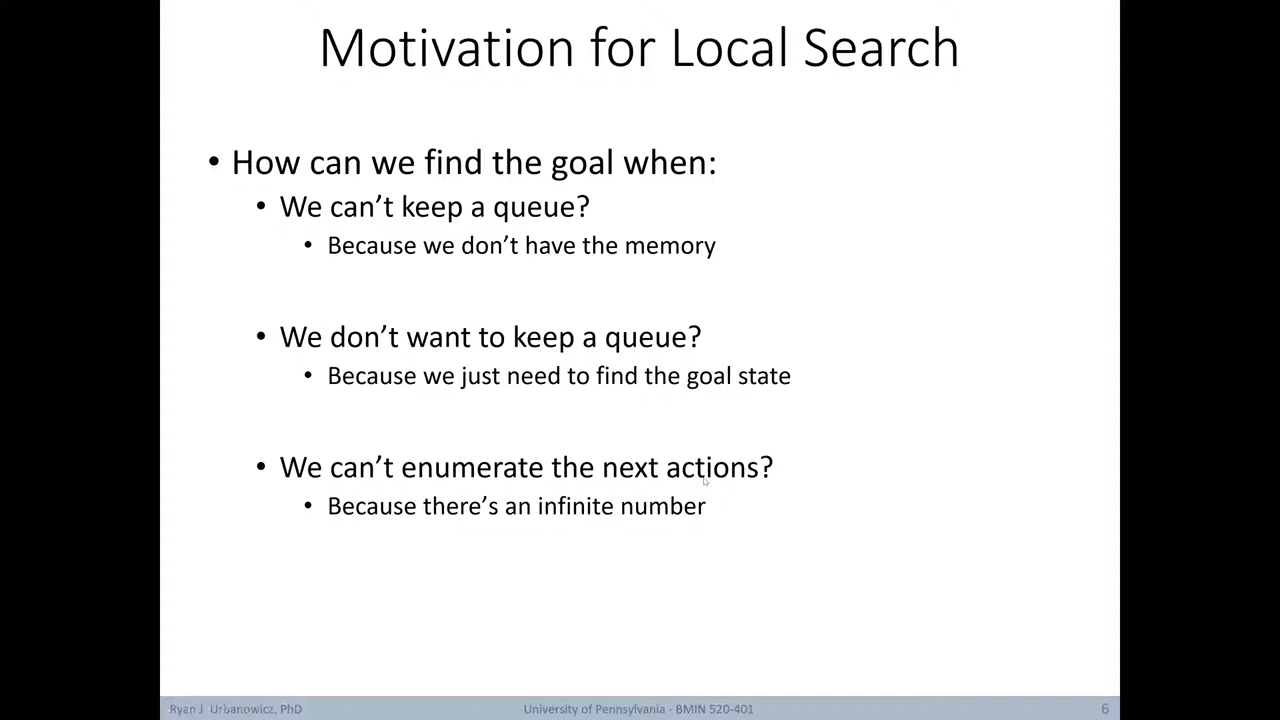 Motivation for Local Search
• How can we find the goal when:
• We can’t keep a queue?
• Because we don’t have the memory
• We don’t want to keep a queue?
• Because we just need to find the goal state
• We can’t enumerate the next actions?
• Because there’s an infinite number
Ryan J Urbanowicz, PhD
University of Pennsylvania - BMIN 520-401
6